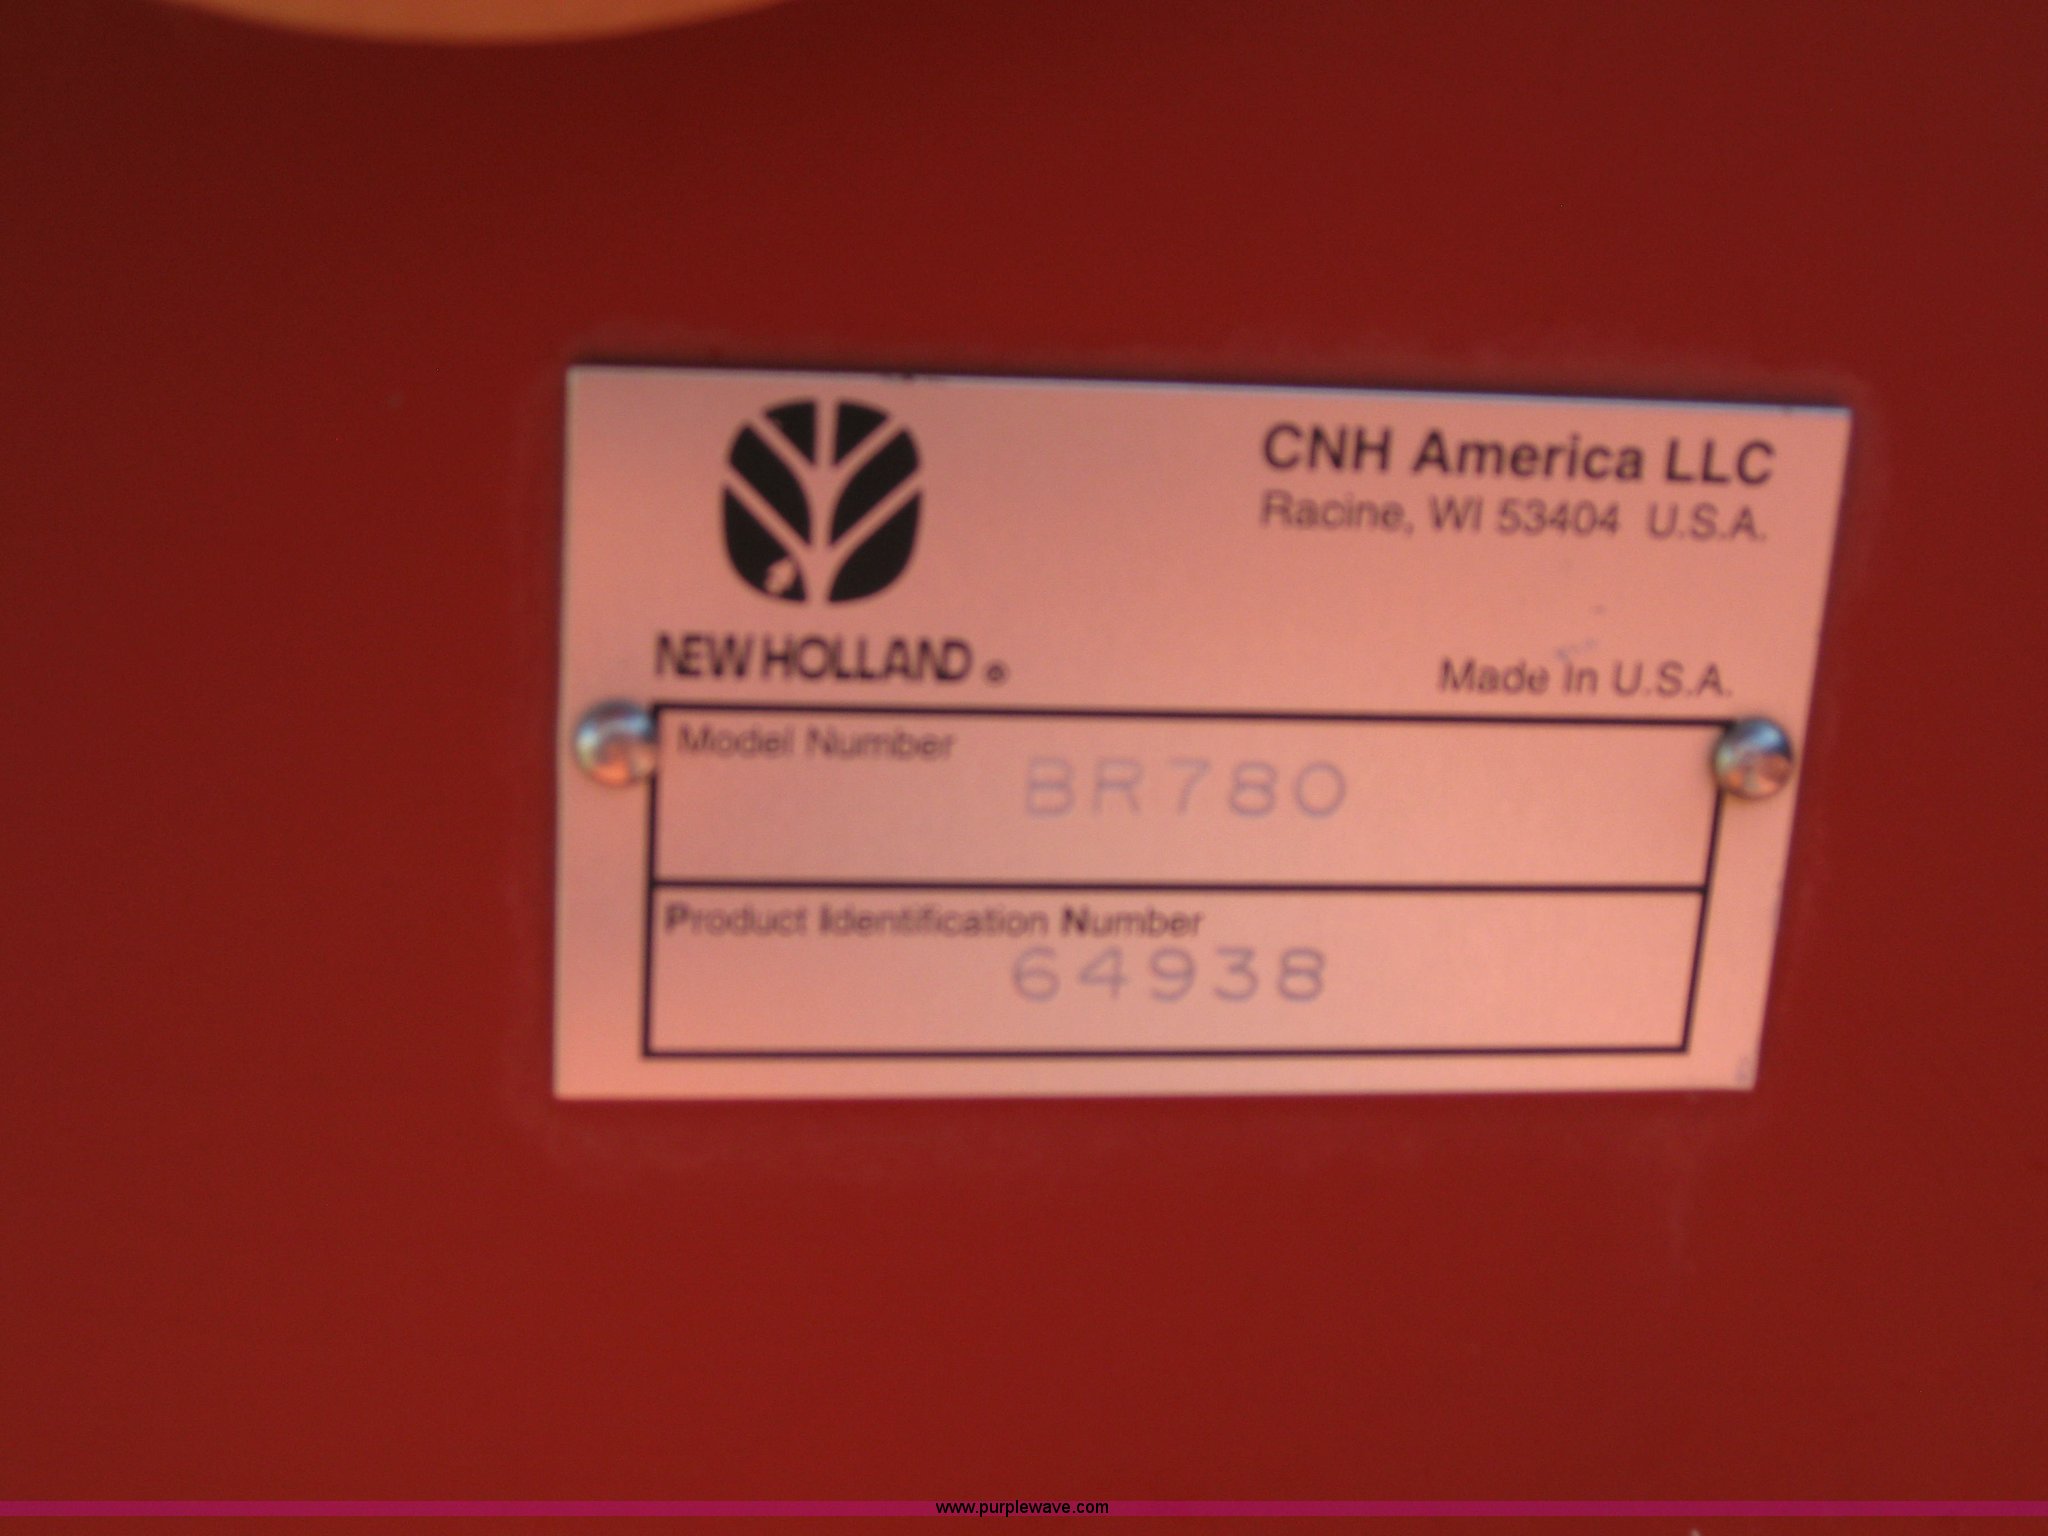 CNH America LLC
Racine, WI 53404 U.S.A.
NEW HOLLAND ®
Made in U.S.A.
Model Number
BR780
Product Identification Number
64938
www.purplewave.com